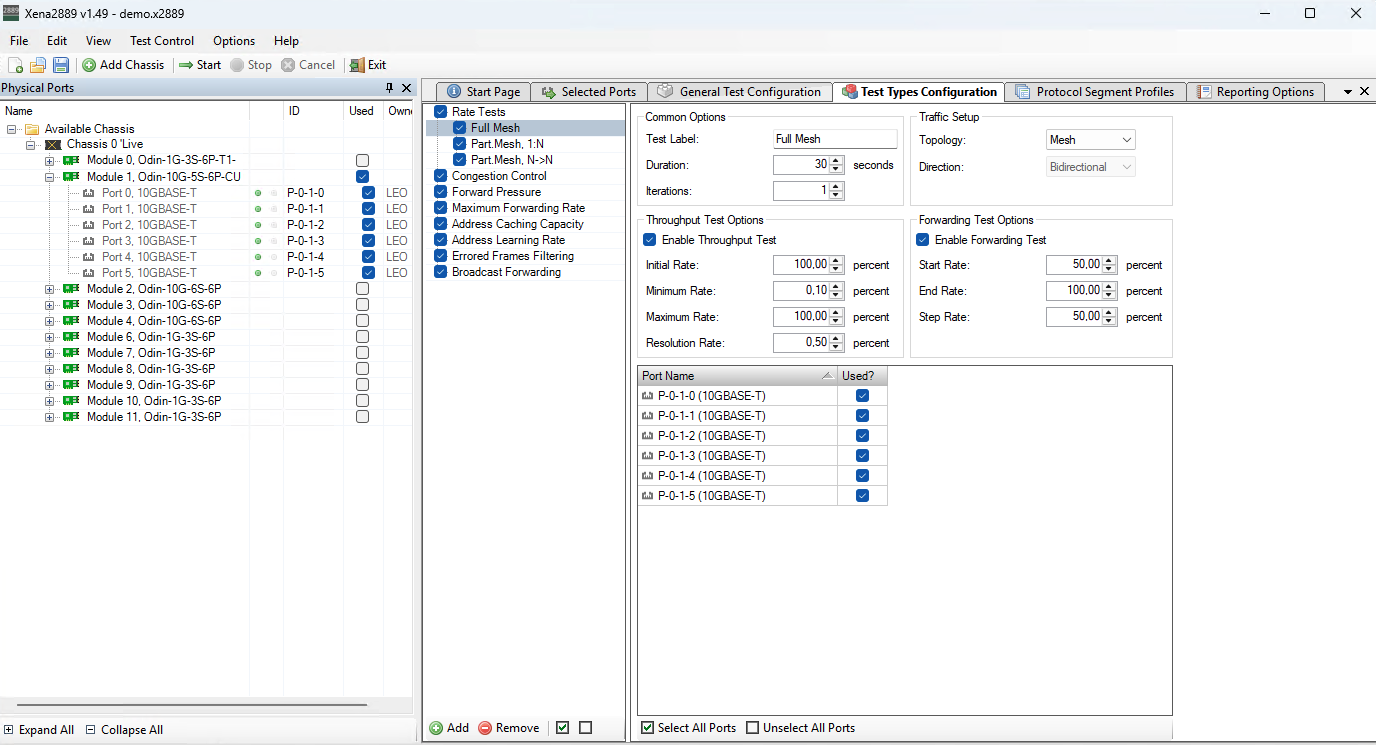 2889 Xena2889 v1.49 - demo.x2889
File Edit View Test Control Options Help
Add Chassis Start Stop Cancel Exit
Physical Ports
Name ID Used Owne
Available Chassis
Chassis 0 'Live
Module 0, Odin-1G-3S-6P-T1-
Module 1, Odin-10G-5S-6P-CU
Port 0, 10GBASE-T P-0-1-0 LEO
Port 1, 10GBASE-T P-0-1-1 LEO
Port 2, 10GBASE-T P-0-1-2 LEO
Port 3, 10GBASE-T P-0-1-3 LEO
Port 4, 10GBASE-T P-0-1-4 LEO
Port 5, 10GBASE-T P-0-1-5 LEO
Module 2, Odin-10G-6S-6P
Module 3, Odin-10G-6S-6P
Module 4, Odin-10G-6S-6P
Module 6, Odin-1G-3S-6P
Module 7, Odin-1G-3S-6P
Module 8, Odin-1G-3S-6P
Module 9, Odin-1G-3S-6P
Module 10, Odin-1G-3S-6P
Module 11, Odin-1G-3S-6P
Expand All Collapse All
Start Page Selected Ports General Test Configuration Test Types Configuration Protocol Segment Profiles Reporting Options
Rate Tests
Full Mesh
Part.Mesh, 1:N
Part.Mesh, N->N
Congestion Control
Forward Pressure
Maximum Forwarding Rate
Address Caching Capacity
Address Learning Rate
Errored Frames Filtering
Broadcast Forwarding
Add Remove
Common Options
Test Label: Full Mesh
Duration: 30 seconds
Iterations: 1
Traffic Setup
Topology: Mesh
Direction: Bidirectional
Throughput Test Options
Enable Throughput Test
Initial Rate: 100,00 percent
Minimum Rate: 0,10 percent
Maximum Rate: 100,00 percent
Resolution Rate: 0,50 percent
Forwarding Test Options
Enable Forwarding Test
Start Rate: 50,00 percent
End Rate: 100,00 percent
Step Rate: 50,00 percent
Port Name Used?
P-0-1-0 (10GBASE-T)
P-0-1-1 (10GBASE-T)
P-0-1-2 (10GBASE-T)
P-0-1-3 (10GBASE-T)
P-0-1-4 (10GBASE-T)
P-0-1-5 (10GBASE-T)
Select All Ports Unselect All Ports